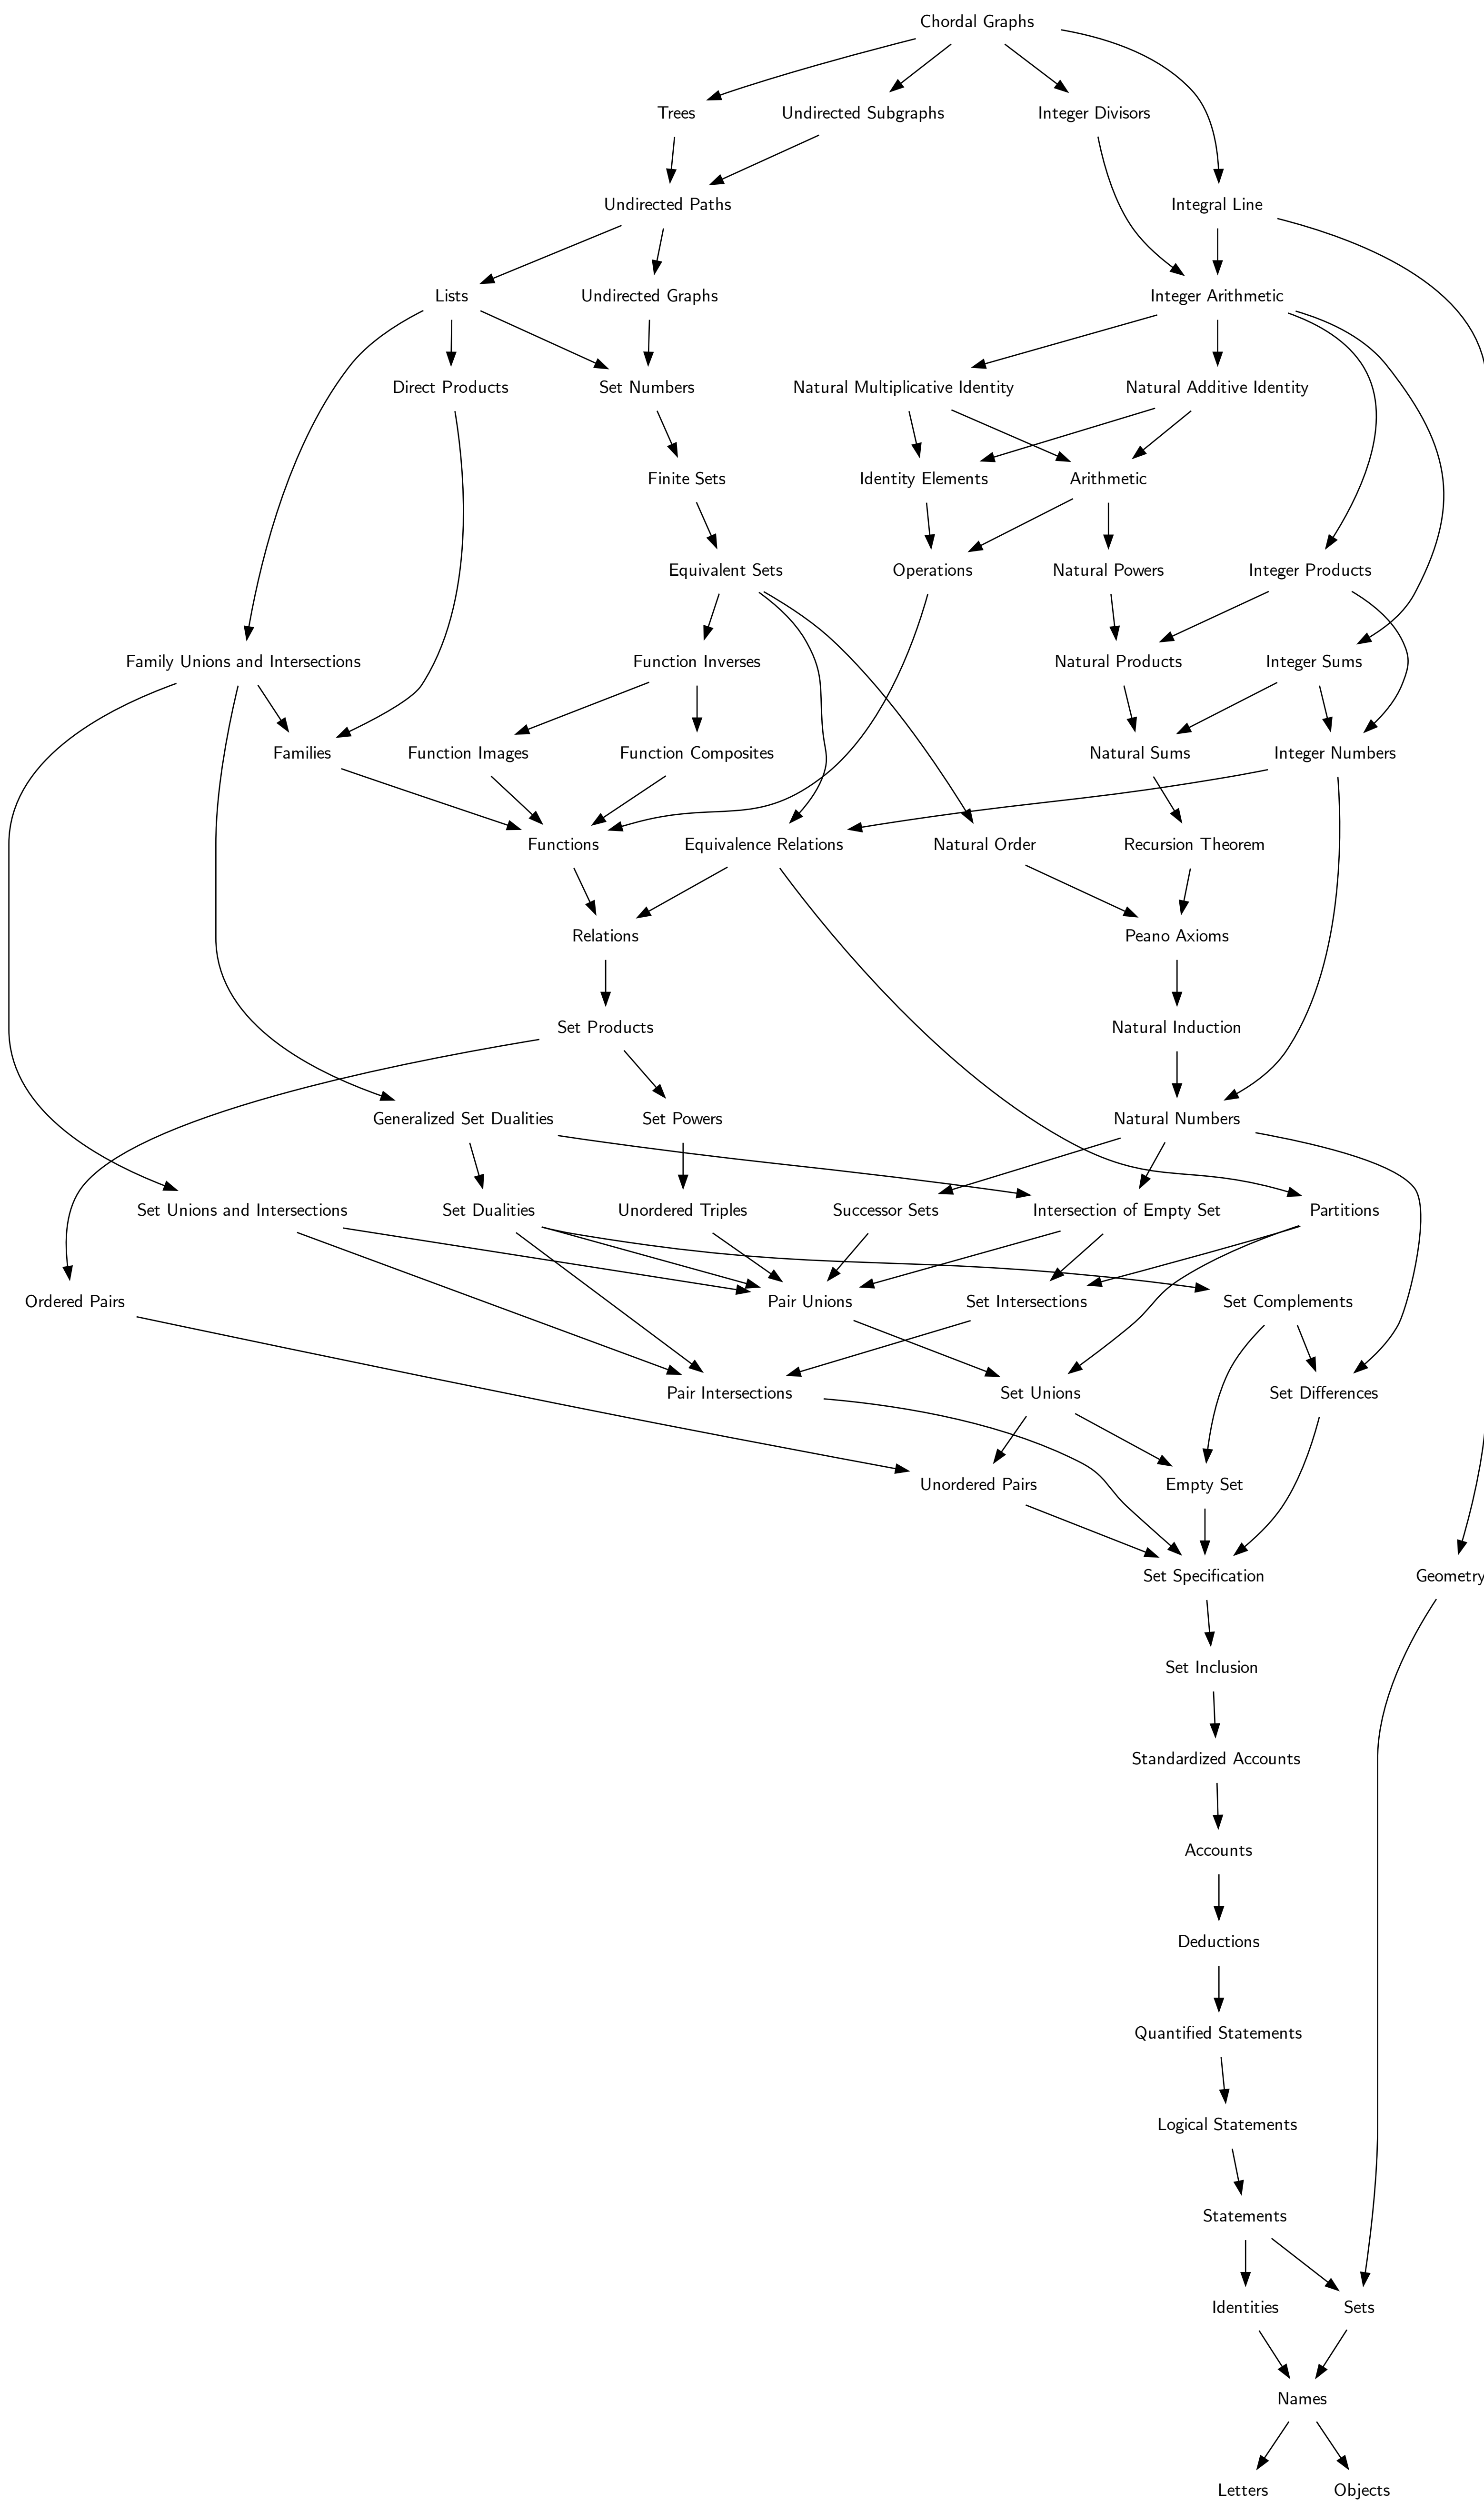 Chordal Graphs
Trees
Undirected Subgraphs
Integer Divisors
Undirected Paths
Integral Line
Lists
Undirected Graphs
Integer Arithmetic
Direct Products
Set Numbers
Natural Multiplicative Identity
Natural Additive Identity
Finite Sets
Identity Elements
Arithmetic
Equivalent Sets
Operations
Natural Powers
Integer Products
Family Unions and Intersections
Function Inverses
Natural Products
Integer Sums
Families
Function Images
Function Composites
Natural Sums
Integer Numbers
Functions
Equivalence Relations
Natural Order
Recursion Theorem
Relations
Peano Axioms
Set Products
Natural Induction
Generalized Set Dualities
Set Powers
Natural Numbers
Set Unions and Intersections
Set Dualities
Unordered Triples
Successor Sets
Intersection of Empty Set
Partitions
Ordered Pairs
Pair Unions
Set Intersections
Set Complements
Pair Intersections
Set Unions
Set Differences
Unordered Pairs
Empty Set
Set Specification
Geometry
Set Inclusion
Standardized Accounts
Accounts
Deductions
Quantified Statements
Logical Statements
Statements
Identities
Sets
Names
Letters
Objects